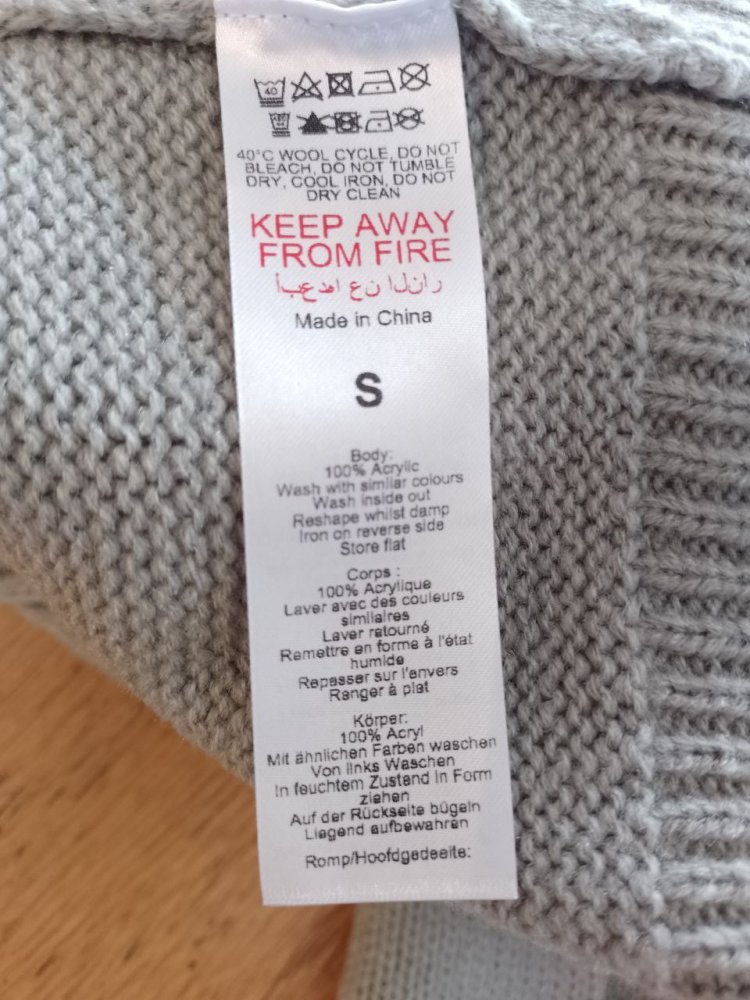 40
40°C WOOL CYCLE, DO NOT
BLEACH, DO NOT TUMBLE
DRY, COOL IRON, DO NOT
DRY CLEAN
KEEP AWAY
FROM FIRE
أبعدها عن النار
Made in China
S
Body:
100% Acrylic
Wash with similar colours
Wash inside out
Reshape whilst damp
Iron on reverse side
Store flat
Corps :
100% Acrylique
Laver avec des couleurs
similaires
Laver retourné
Remettre en forme à l'état
humide
Repasser sur l'envers
Ranger à plat
Körper:
100% Acryl
Mit ähnlichen Farben waschen
Von links Waschen
In feuchtem Zustand in Form
ziehen
Auf der Rückseite bügeln
Liegend aufbewahren
Romp/Hoofdgedeelte: